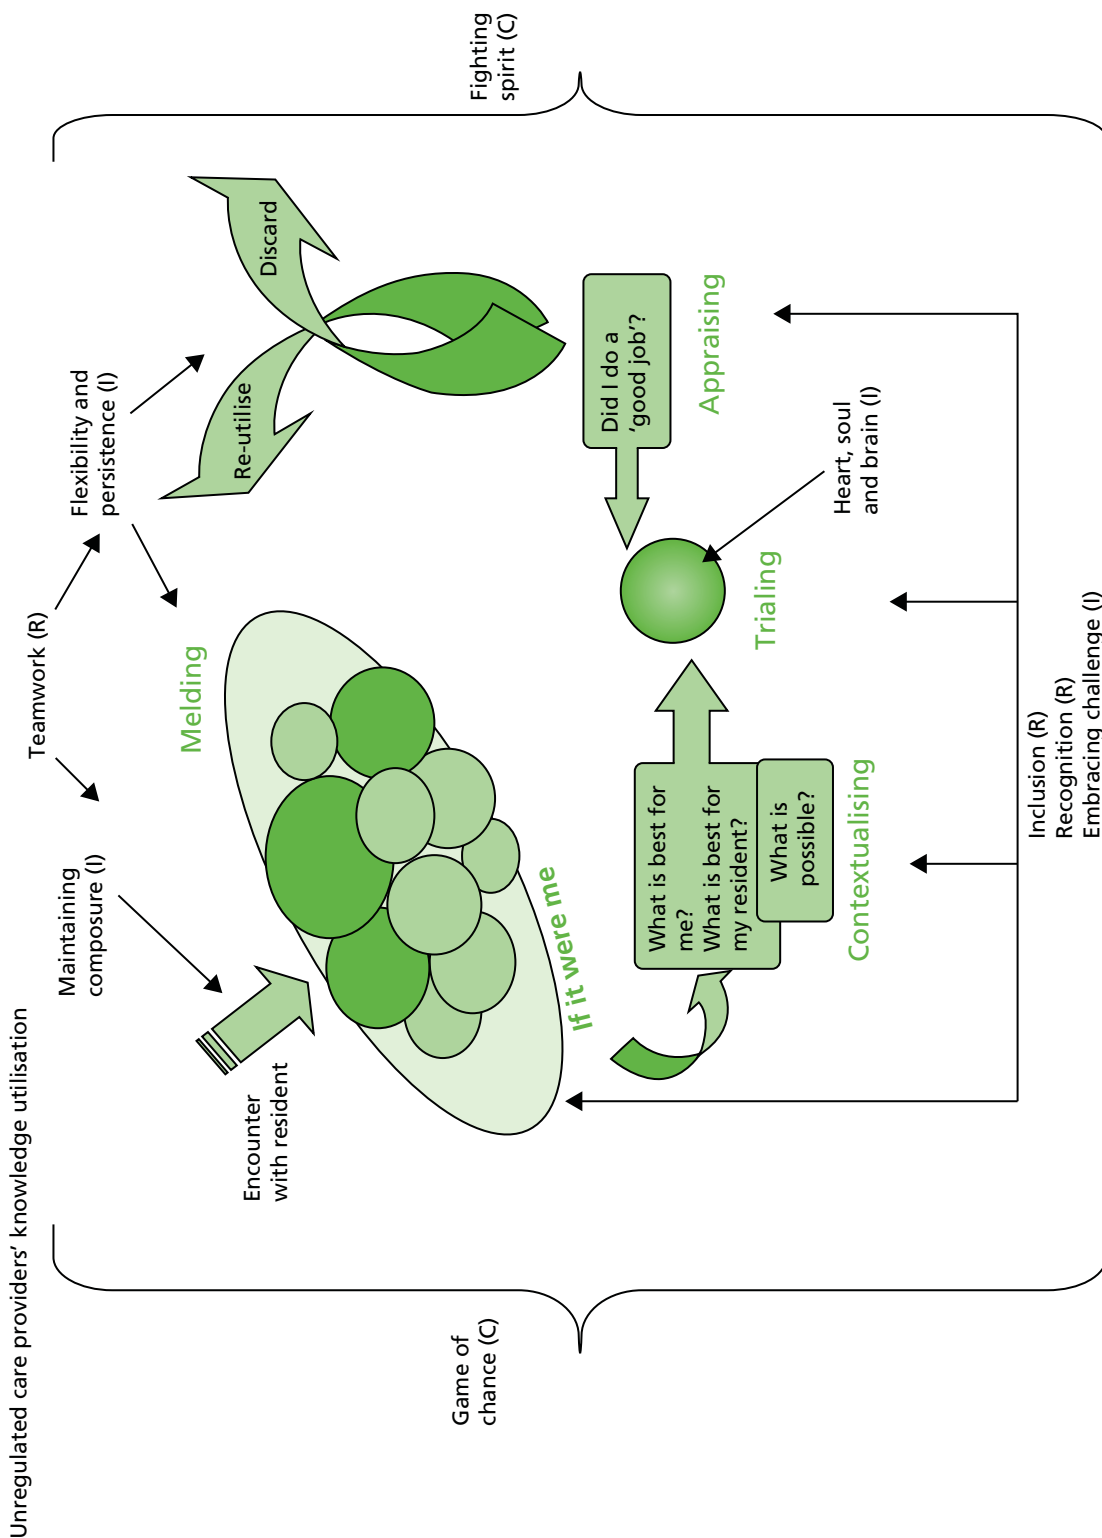 Unregulated care providers' knowledge utilisation
Teamwork (R)
Maintaining
composure (I)
Flexibility and
persistence (I)
Encounter
with resident
Melding
Re-utilise
Discard
If it were me
Game of
chance (C)
Fighting
spirit (C)
What is best for
me?
What is best for
my resident?
What is
possible?
Contextualising
Trialing
Did I do a
‘good job’?
Appraising
Heart, soul
and brain (I)
Inclusion (R)
Recognition (R)
Embracing challenge (I)